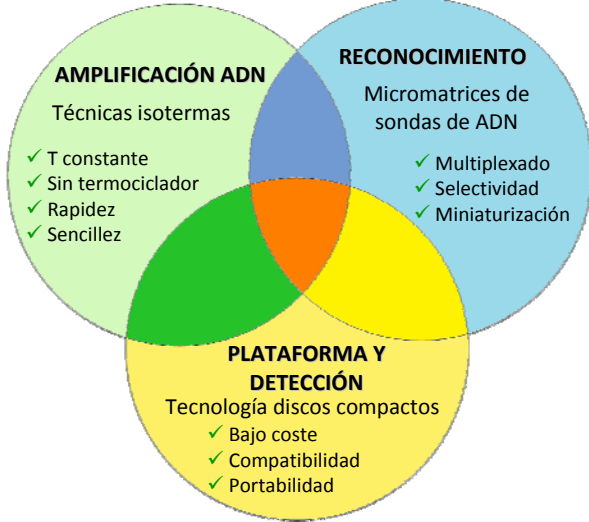 AMPLIFICACIÓN ADN
Técnicas isotermas
✓ T constante
✓ Sin termociclador
✓ Rapidez
✓ Sencillez
RECONOCIMIENTO
Micromatrices de
sondas de ADN
✓ Multiplexado
✓ Selectividad
✓ Miniaturización
PLATAFORMA Y
DETECCIÓN
Tecnología discos compactos
✓ Bajo coste
✓ Compatibilidad
✓ Portabilidad